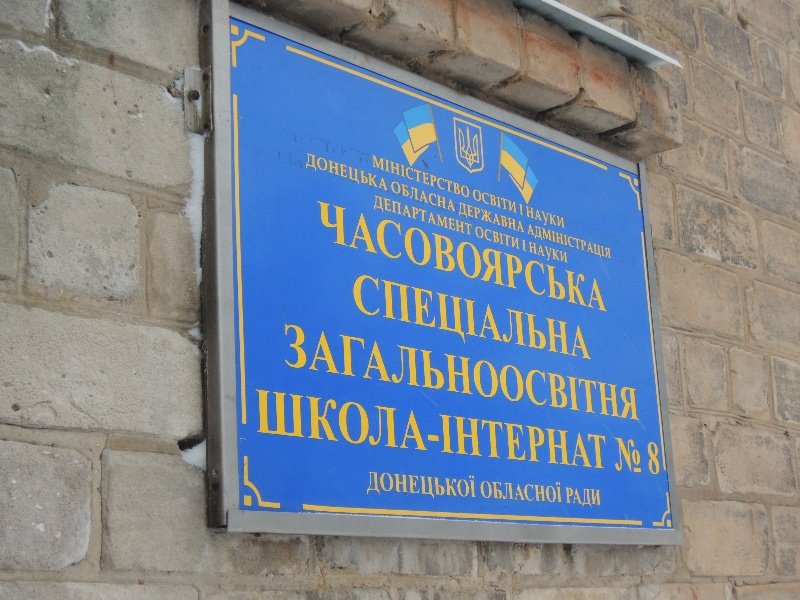 МІНІСТЕРСТВО ОСВІТИ І НАУКИ
ДОНЕЦЬКА ОБЛАСНА ДЕРЖАВНА АДМІНІСТРАЦІЯ
ДЕПАРТАМЕНТ ОСВІТИ І НАУКИ
ЧАСОВОЯРСЬКА
СПЕЦІАЛЬНА
ЗАГАЛЬНООСВІТНЯ
ШКОЛА-ІНТЕРНАТ № 8
ДОНЕЦЬКОЇ ОБЛАСНОЇ РАДИ